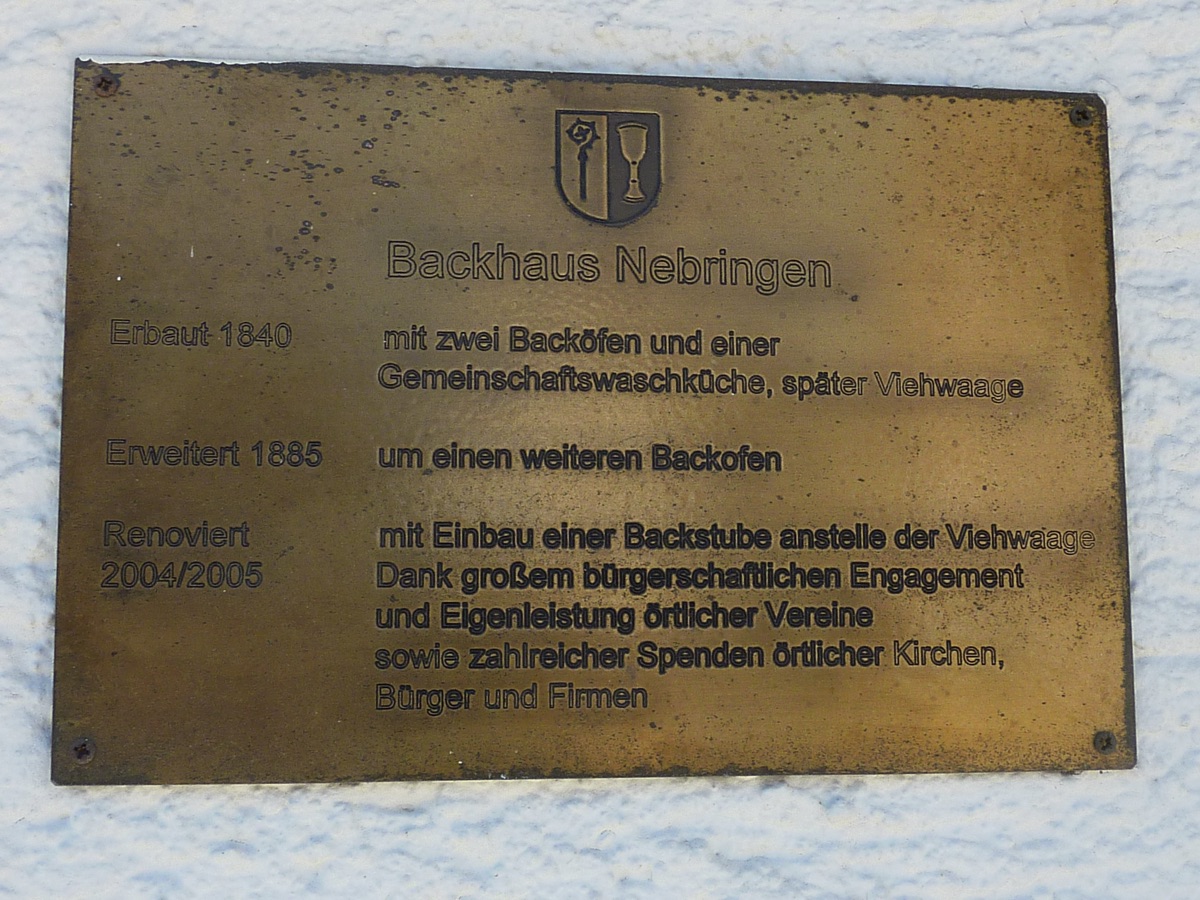 Backhaus Nebringen
Erbaut 1840 mit zwei Backöfen und einer
Gemeinschaftswaschküche, später Viehwaage
Erweitert 1885 um einen weiteren Backofen
Renoviert mit Einbau einer Backstube anstelle der Viehwaage
2004/2005 Dank großem bürgerschaftlichen Engagement
und Eigenleistung örtlicher Vereine
sowie zahlreicher Spenden örtlicher Kirchen,
Bürger und Firmen